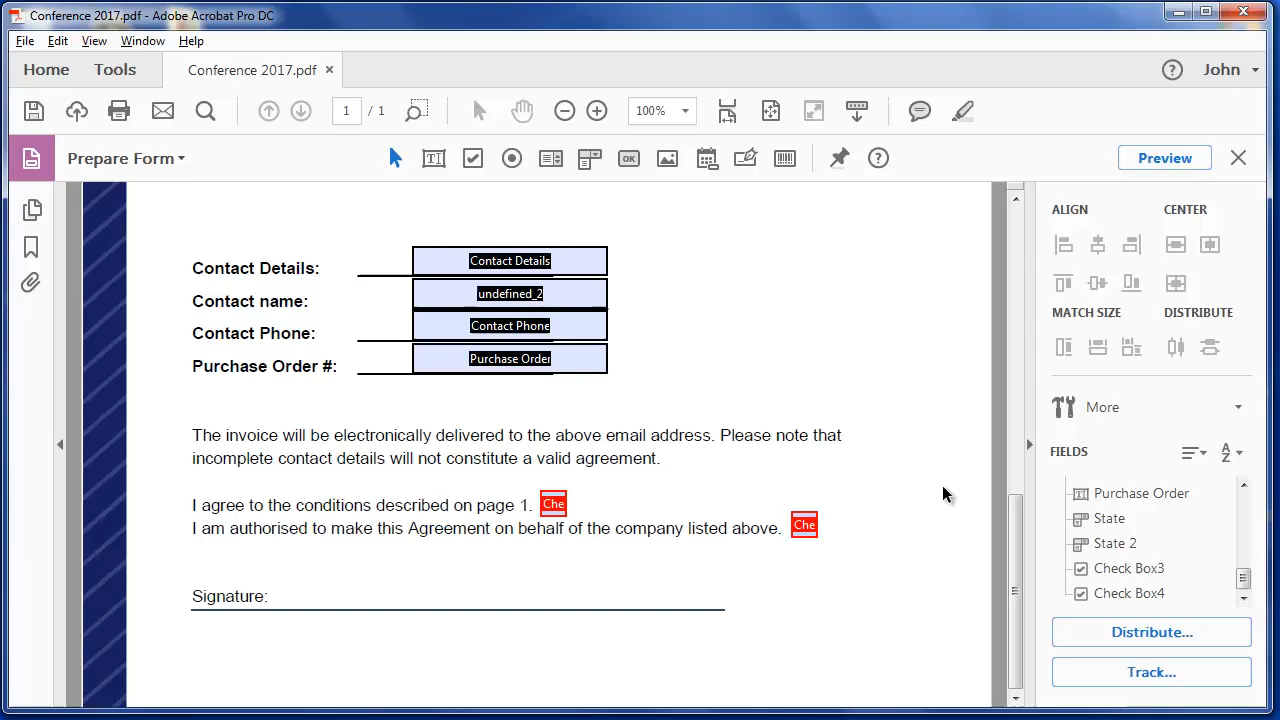 Conference 2017.pdf - Adobe Acrobat Pro DC
File Edit View Window Help
Home Tools Conference 2017.pdf × John
1 / 1 100%
Prepare Form OK Preview
ALIGN CENTER
Contact Details: Contact Details
Contact name: undefined_2
MATCH SIZE DISTRIBUTE
Contact Phone: Contact Phone
Purchase Order #: Purchase Order
More
The invoice will be electronically delivered to the above email address. Please note that
incomplete contact details will not constitute a valid agreement.
FIELDS
I agree to the conditions described on page 1. Che
I am authorised to make this Agreement on behalf of the company listed above. Che
Purchase Order
State
State 2
Check Box3
Check Box4
Signature:
Distribute...
Track...